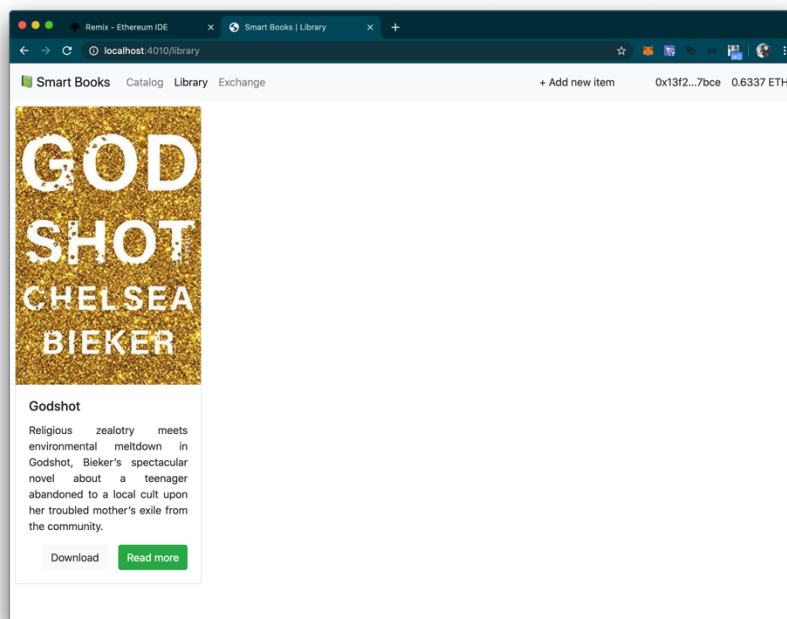 Remix - Ethereum IDE
Smart Books | Library
localhost:4010/library
Smart Books Catalog Library Exchange + Add new item 0x13f2...7bce 0.6337 ETH
GOD
SHOT
CHELSEA
BIEKER
Godshot
Religious zealotry meets
environmental meltdown in
Godshot, Bieker's spectacular
novel about a teenager
abandoned to a local cult upon
her troubled mother's exile from
the community.
Download Read more